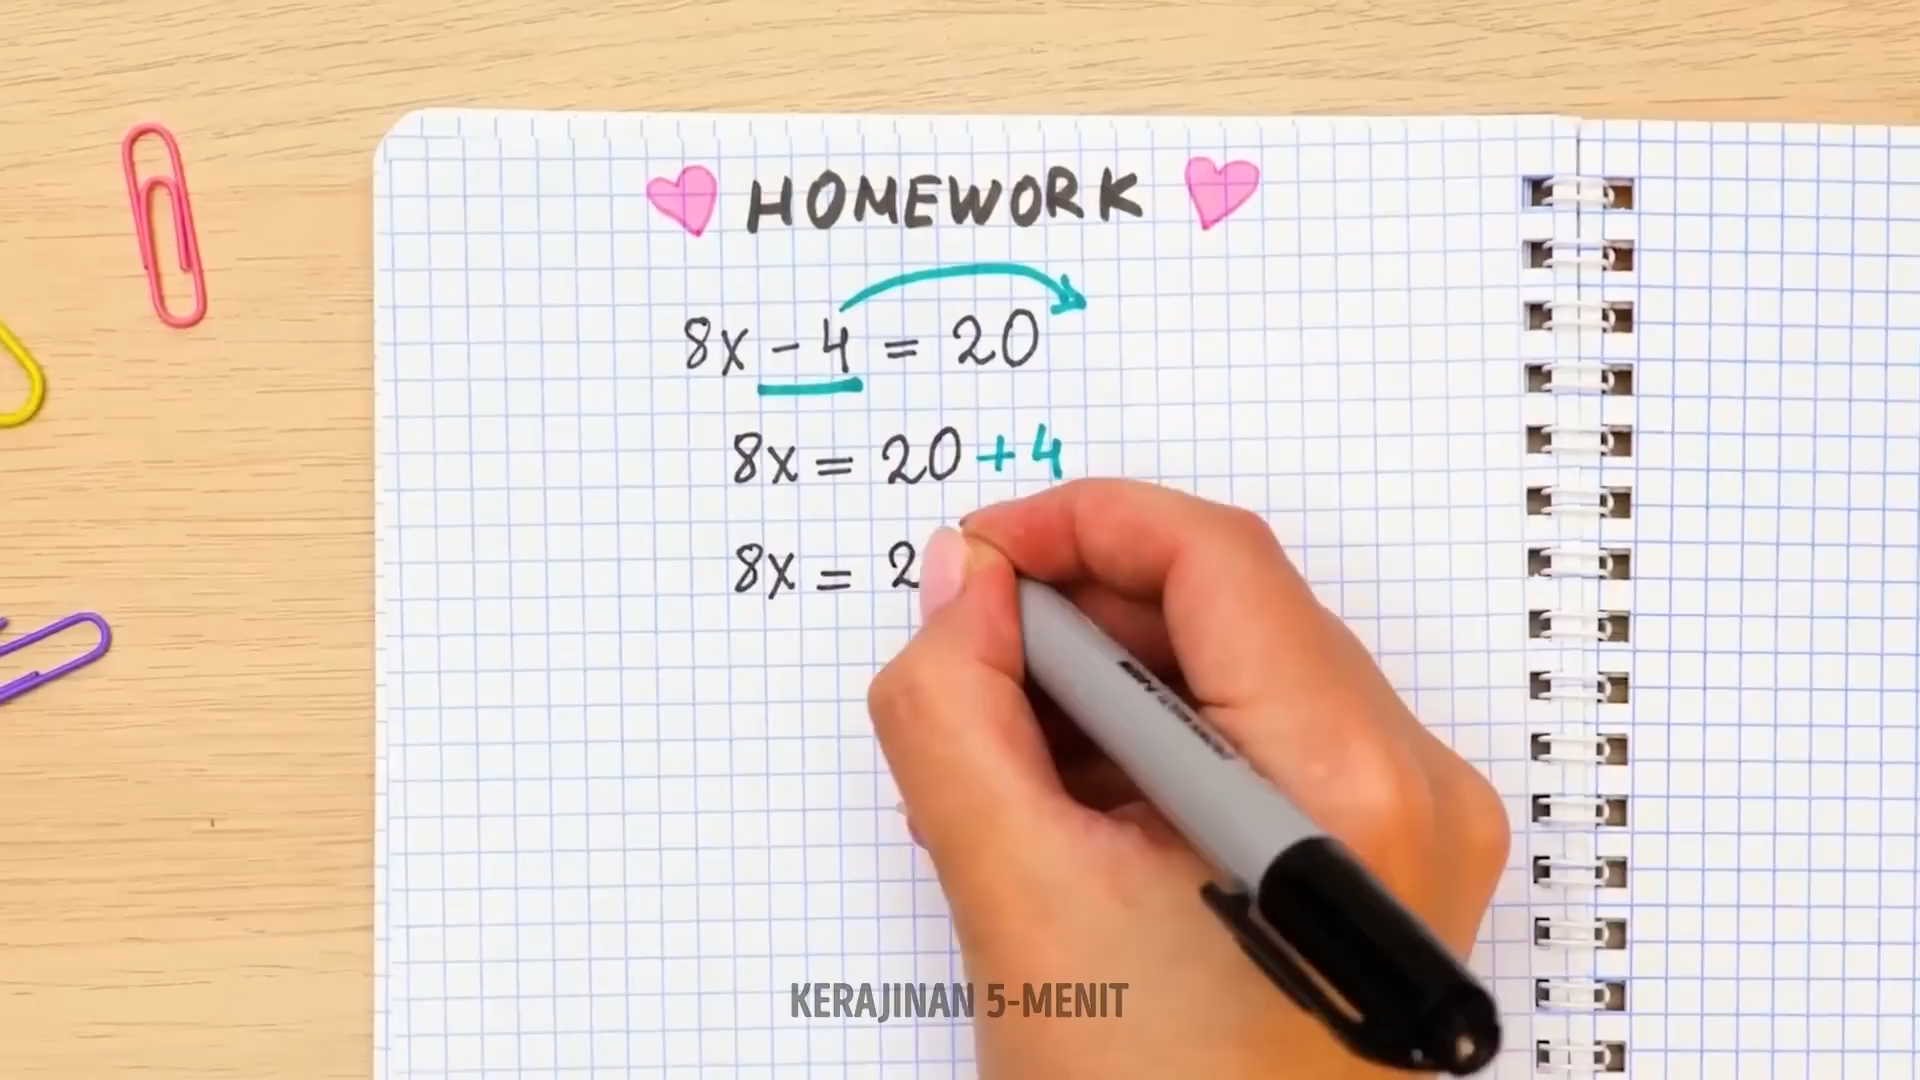 HOMEWORK
8x - 4 = 20
8x = 20 + 4
8x = 2
KERAJINAN 5-MENIT